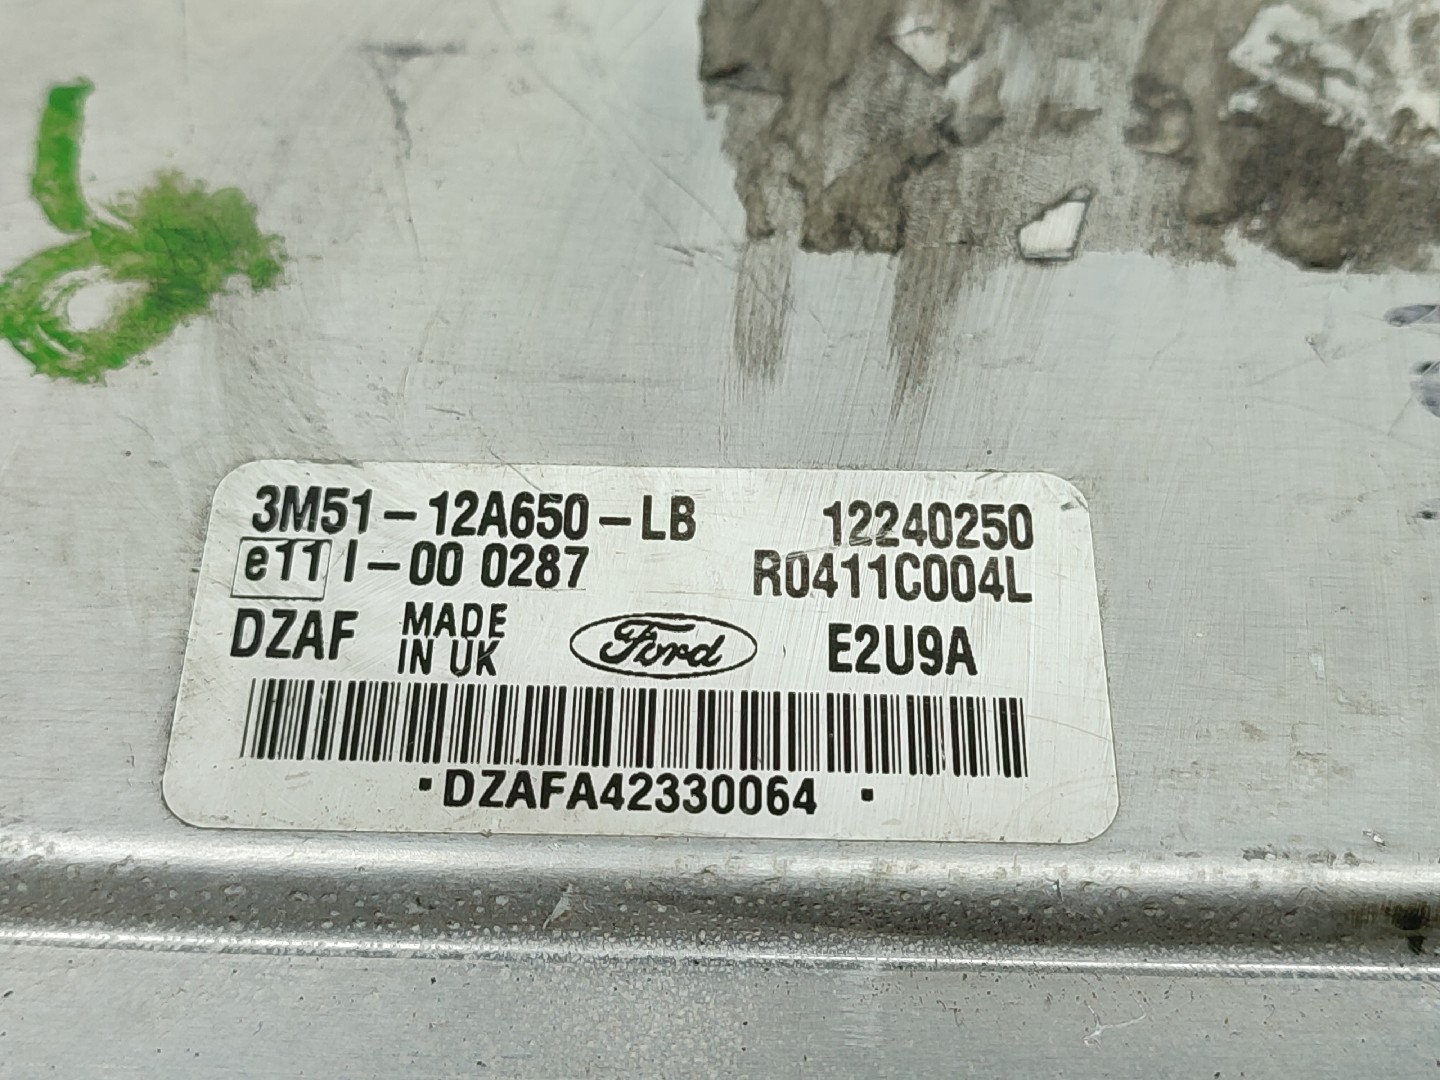 3M51-12A650-LB 12240250
e11 I-00 0287 R0411C004L
DZAF MADE IN UK Ford E2U9A
·DZAFA42330064 ·